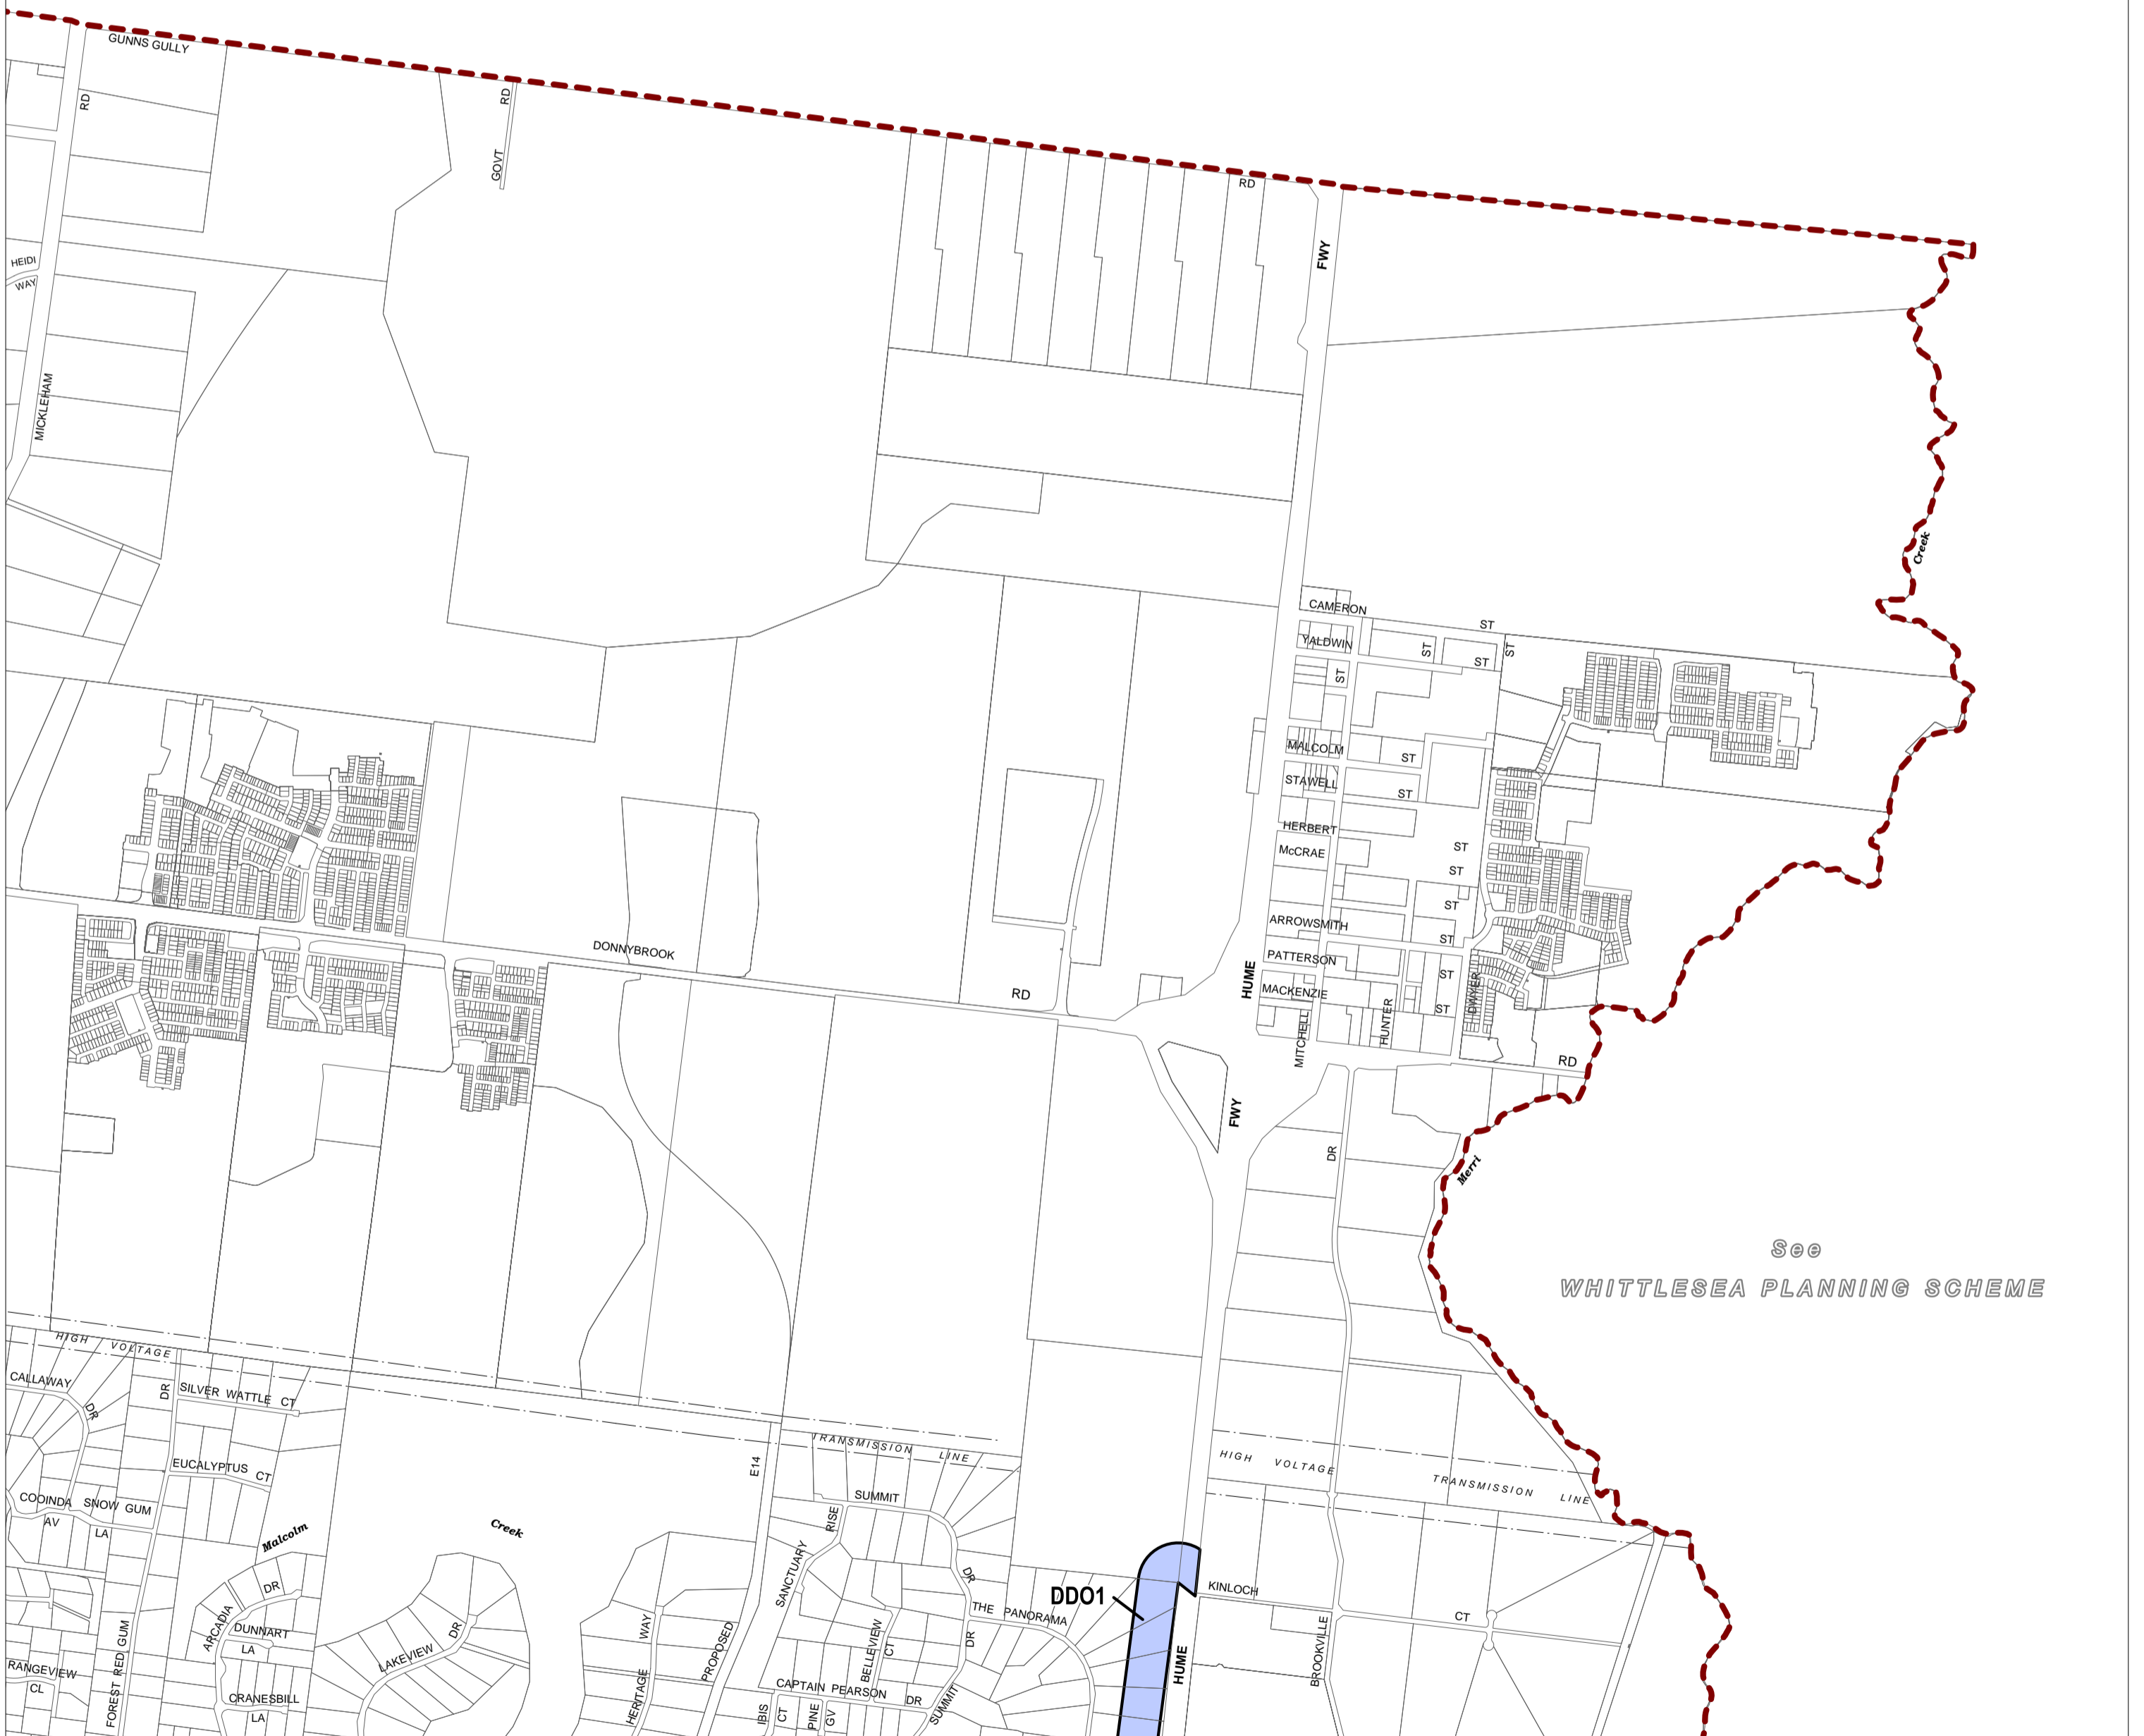 GUNNS GULLY
RD
RD
GOVT
RD
FWY
HEIDI
WAY
MICKLEHAM
Creek
CAMERON
ST
YALDWIN
ST
ST
ST
ST
MALCOLM
ST
STAWELL
ST
HERBERT
ST
McCRAE
ST
ST
ARROWSMITH
ST
PATTERSON
ST
MACKENZIE
ST
HUME
DONNYBROOK
RD
MITCHELL
HUNTER
DWYER
RD
FWY
DR
Merri
See
WHITTLESEA PLANNING SCHEME
HIGH VOLTAGE
TRANSMISSION LINE
HIGH VOLTAGE
TRANSMISSION LINE
CALLAWAY
DR
DR
SILVER WATTLE CT
EUCALYPTUS CT
COOINDA
AV
SNOW GUM
LA
Malcolm
Creek
E14
SUMMIT
RISE
SANCTUARY
DR
DDO1
KINLOCH
CT
THE PANORAMA
DR
ARCADIA
DR
DUNNART
LA
LAKEVIEW
DR
HERITAGE
WAY
PROPOSED
BELLEVIEW
CT
HUME
BROOKVILLE
RANGEVIEW
CL
FOREST RED GUM
CRANESBILL
LA
CAPTAIN PEARSON DR
IBIS
CT
PINE
GV
SUMMIT